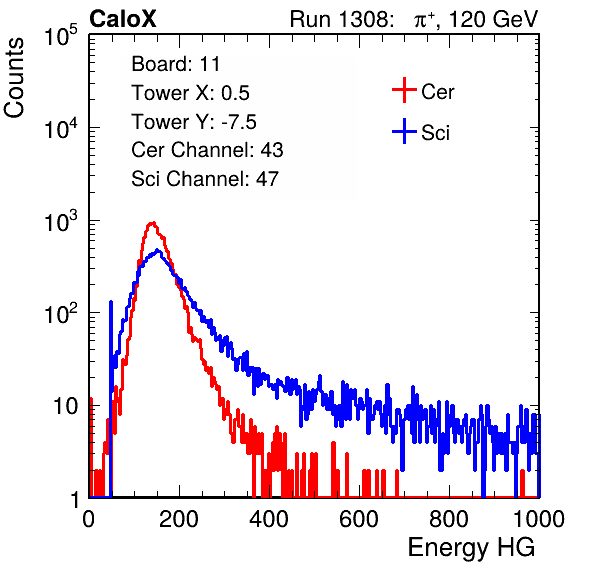 CaloX Run 1308: π⁺, 120 GeV
Counts
10⁵
10⁴
10³
10²
10
1
Board: 11
Tower X: 0.5
Tower Y: -7.5
Cer Channel: 43
Sci Channel: 47
Cer
Sci
0 200 400 600 800 1000
Energy HG